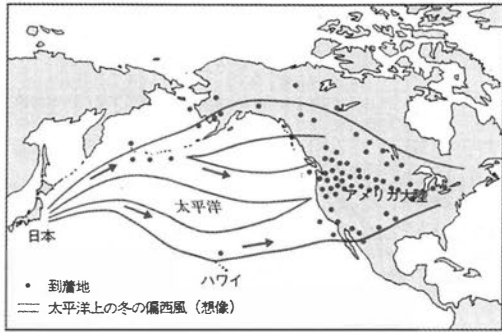 アメリカ大陸
太平洋
日本
ハワイ
到着地
太平洋上の冬の偏西風（想像）